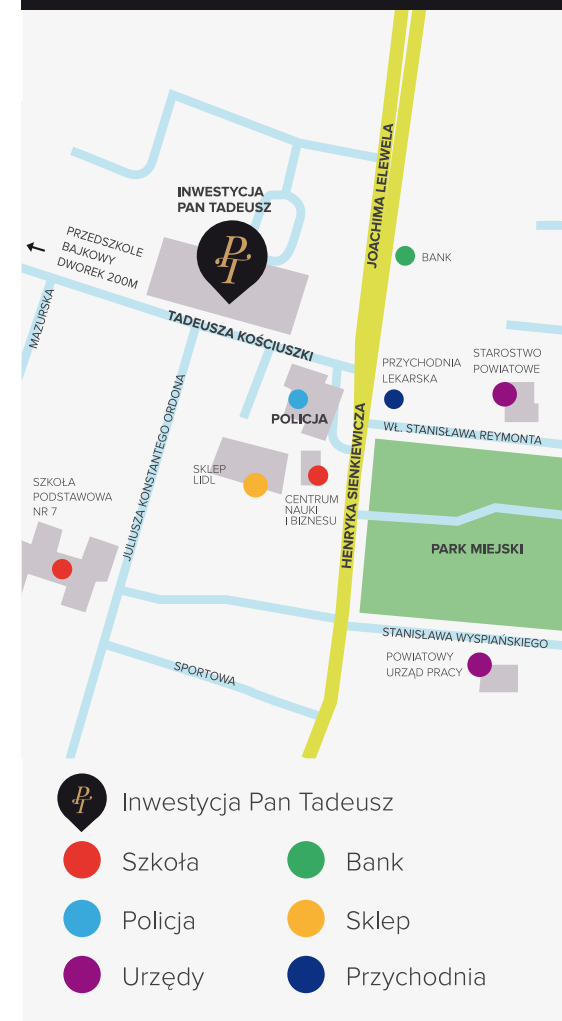 JOACHIMA LELEWELA
INWESTYCJA
PAN TADEUSZ
PT
PRZEDSZKOLE
BAJKOWY
DWOREK 200M
BANK
MAZURSKA
TADEUSZA KOŚCIUSZKI
PRZYCHODNIA
LEKARSKA
STAROSTWO
POWIATOWE
POLICJA
WŁ. STANISŁAWA REYMONTA
JULIUSZA KONSTANTEGO ORDONA
HENRYKA SIENKIEWICZA
SKLEP
LIDL
SZKOŁA
PODSTAWOWA
NR 7
CENTRUM
NAUKI
I BIZNESU
PARK MIEJSKI
STANISŁAWA WYSPIAŃSKIEGO
POWIATOWY
URZĄD PRACY
SPORTOWA
PT
Inwestycja Pan Tadeusz
Szkoła
Bank
Policja
Sklep
Urzędy
Przychodnia